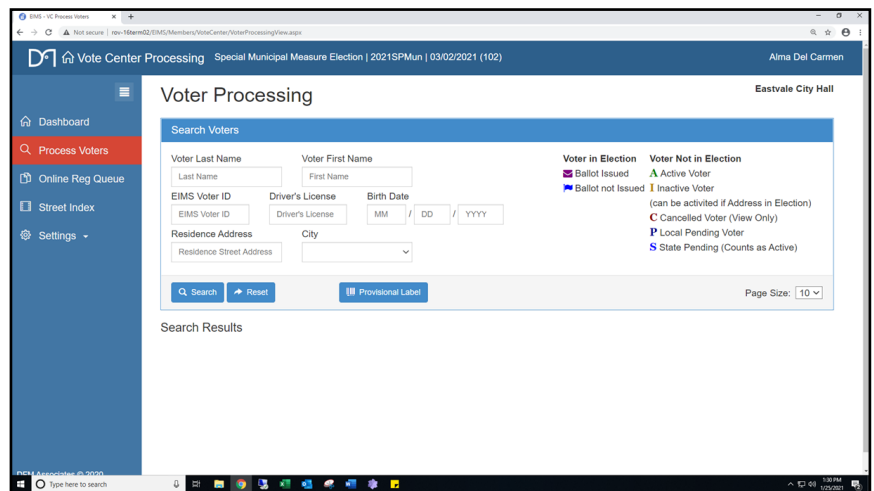 EIMS - VC Process Voters
Not secure | rov-16term02/EIMS/Members/VoteCenter/VoterProcessingView.aspx
DFM Vote Center Processing Special Municipal Measure Election | 2021SPMun | 03/02/2021 (102) Alma Del Carmen
Voter Processing
Eastvale City Hall
Dashboard
Process Voters
Online Reg Queue
Street Index
Settings
Search Voters
Voter Last Name Voter First Name
Last Name First Name
EIMS Voter ID Driver's License Birth Date
EIMS Voter ID Driver's License MM / DD / YYYY
Residence Address City
Residence Street Address
Voter in Election Voter Not in Election
Ballot Issued A Active Voter
Ballot not Issued I Inactive Voter
(can be activited if Address in Election)
C Cancelled Voter (View Only)
P Local Pending Voter
S State Pending (Counts as Active)
Search Reset Provisional Label Page Size: 10
Search Results
DFM Associates © 2020
Type here to search
1:30 PM
1/25/2021